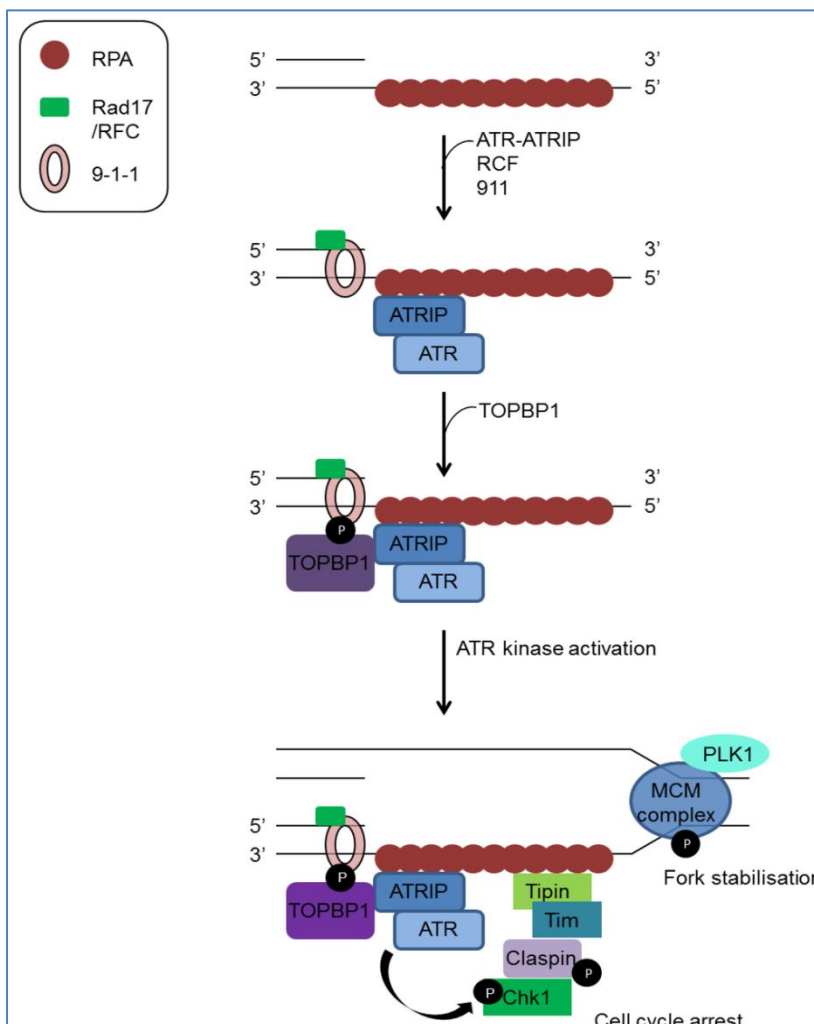 RPA
Rad17
/RFC
9-1-1
5’
3’
3’
5’
ATR-ATRIP
RCF
911
5’
3’
3’
5’
ATRIP
ATR
TOPBP1
5’
3’
3’
5’
P
TOPBP1
ATRIP
ATR
ATR kinase activation
PLK1
MCM
complex
P
Fork stabilisation
5’
3’
P
TOPBP1
ATRIP
ATR
Tipin
Tim
Claspin
P
P
Chk1
Cell cycle arrest